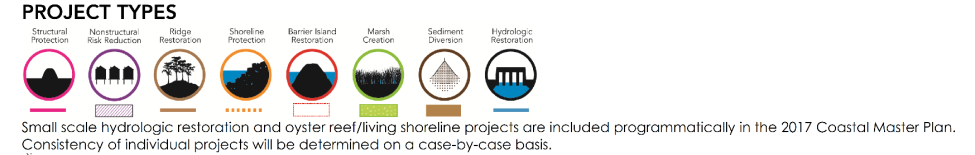 PROJECT TYPES
Structural Protection
Nonstructural Risk Reduction
Ridge Restoration
Shoreline Protection
Barrier Island Restoration
Marsh Creation
Sediment Diversion
Hydrologic Restoration
Small scale hydrologic restoration and oyster reef/living shoreline projects are included programmatically in the 2017 Coastal Master Plan.
Consistency of individual projects will be determined on a case-by-case basis.